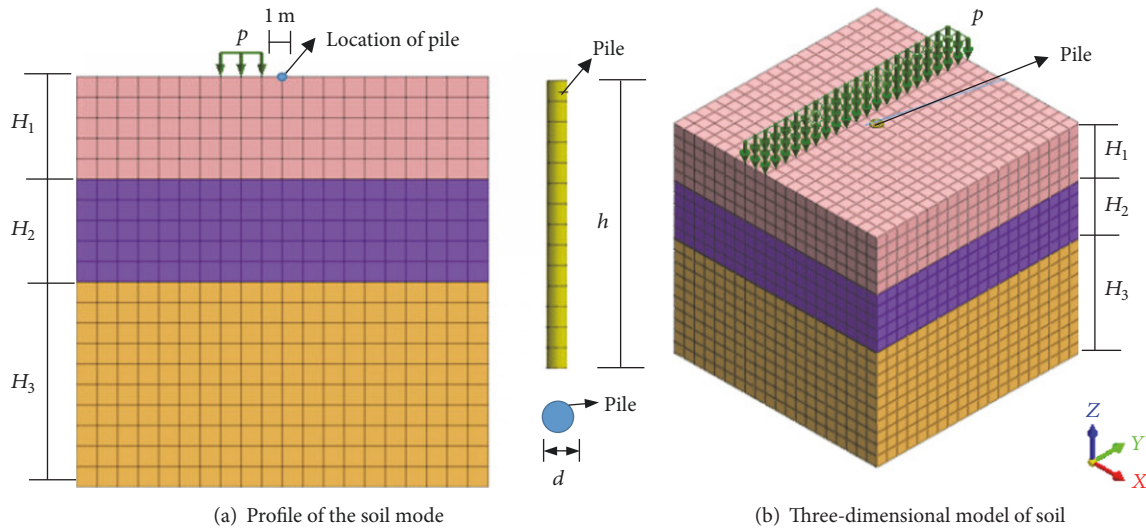 1 m
p
Location of pile
H1
H2
H3
(a) Profile of the soil mode
Pile
h
Pile
d
p
Pile
H1
H2
H3
Z
Y
X
(b) Three-dimensional model of soil